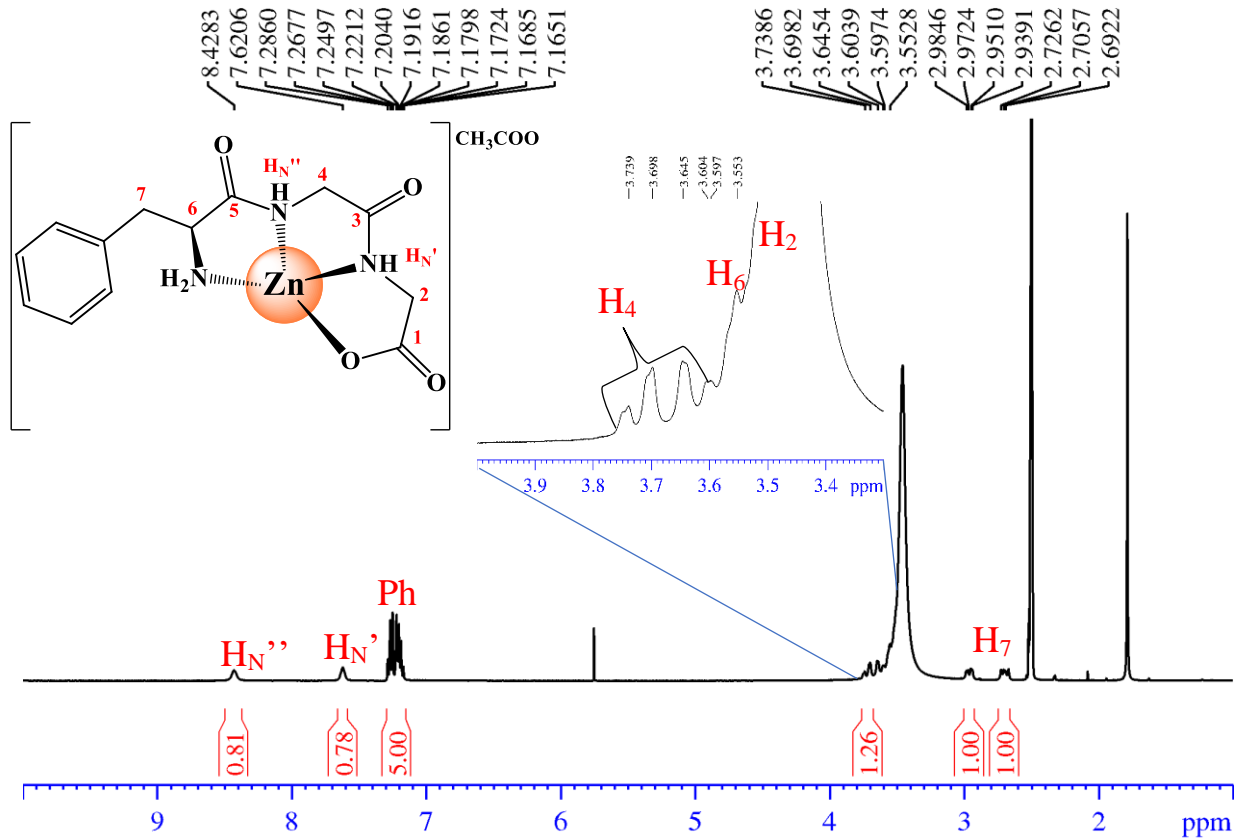 8.4283
7.6206
7.2860
7.2677
7.2497
7.2212
7.2040
7.1916
7.1861
7.1798
7.1724
7.1685
7.1651
3.7386
3.6982
3.6454
3.6039
3.5974
3.5528
2.9846
2.9724
2.9510
2.9391
2.7262
2.7057
2.6922
CH3COO
O
HN''
H
N
4
O
7
6
5
3
H2N
Zn
NH
HN'
2
O
1
O
3.739
3.698
3.645
3.604
3.597
3.553
H2
H6
H4
3.9 3.8 3.7 3.6 3.5 3.4 ppm
HN'' HN' Ph H7
0.81 0.78 5.00 1.26 1.00 1.00
9 8 7 6 5 4 3 2 ppm